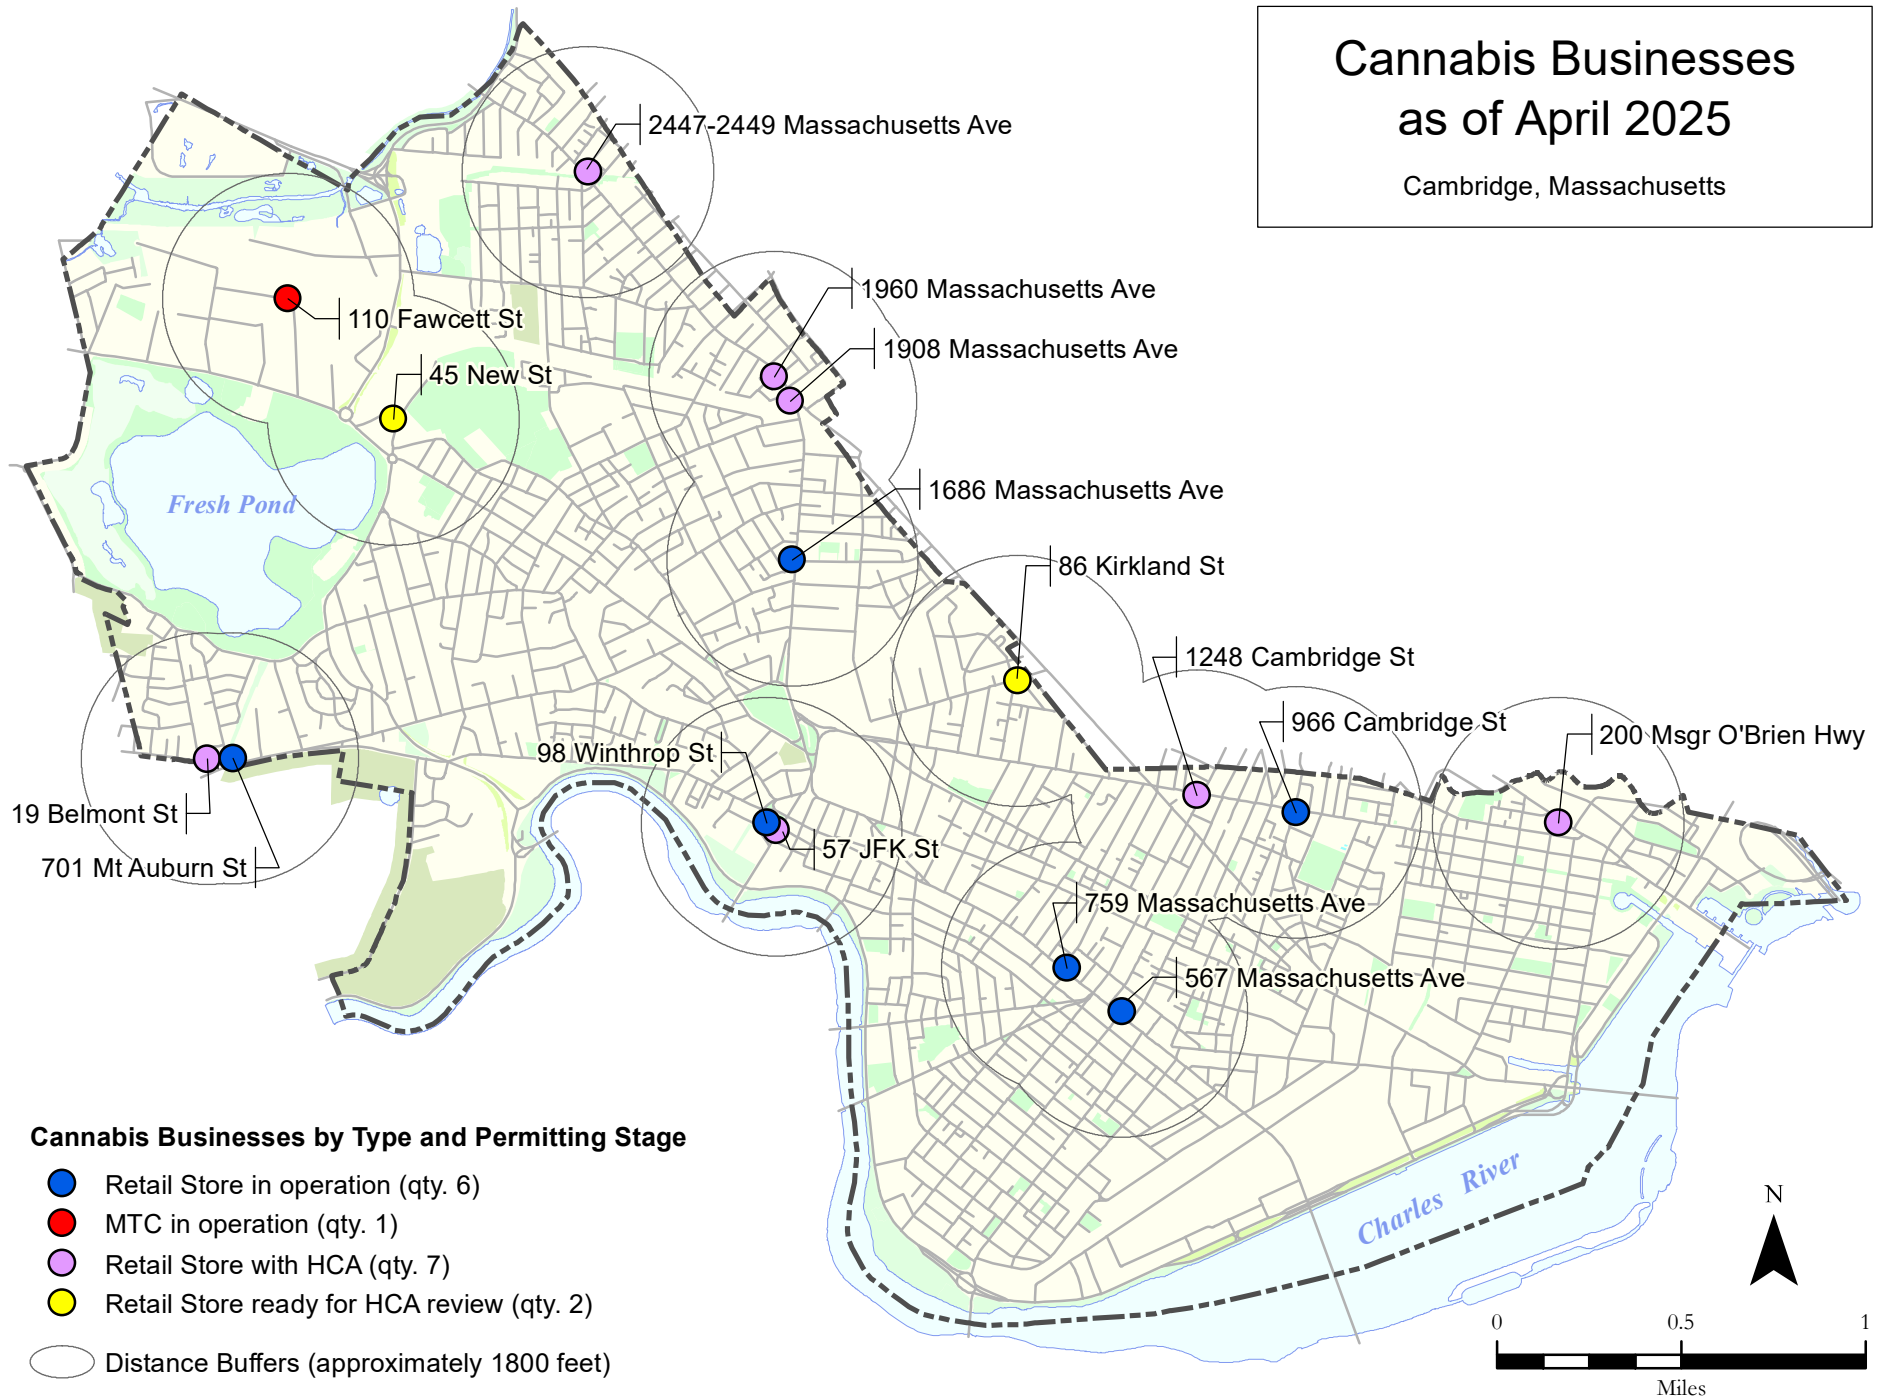 Cannabis Businesses
as of April 2025
Cambridge, Massachusetts
2447-2449 Massachusetts Ave
1960 Massachusetts Ave
110 Fawcett St
1908 Massachusetts Ave
45 New St
1686 Massachusetts Ave
Fresh Pond
86 Kirkland St
1248 Cambridge St
966 Cambridge St
200 Msgr O'Brien Hwy
98 Winthrop St
19 Belmont St
57 JFK St
701 Mt Auburn St
759 Massachusetts Ave
567 Massachusetts Ave
Charles River
Cannabis Businesses by Type and Permitting Stage
Retail Store in operation (qty. 6)
MTC in operation (qty. 1)
Retail Store with HCA (qty. 7)
Retail Store ready for HCA review (qty. 2)
Distance Buffers (approximately 1800 feet)
N
0 0.5 1
Miles